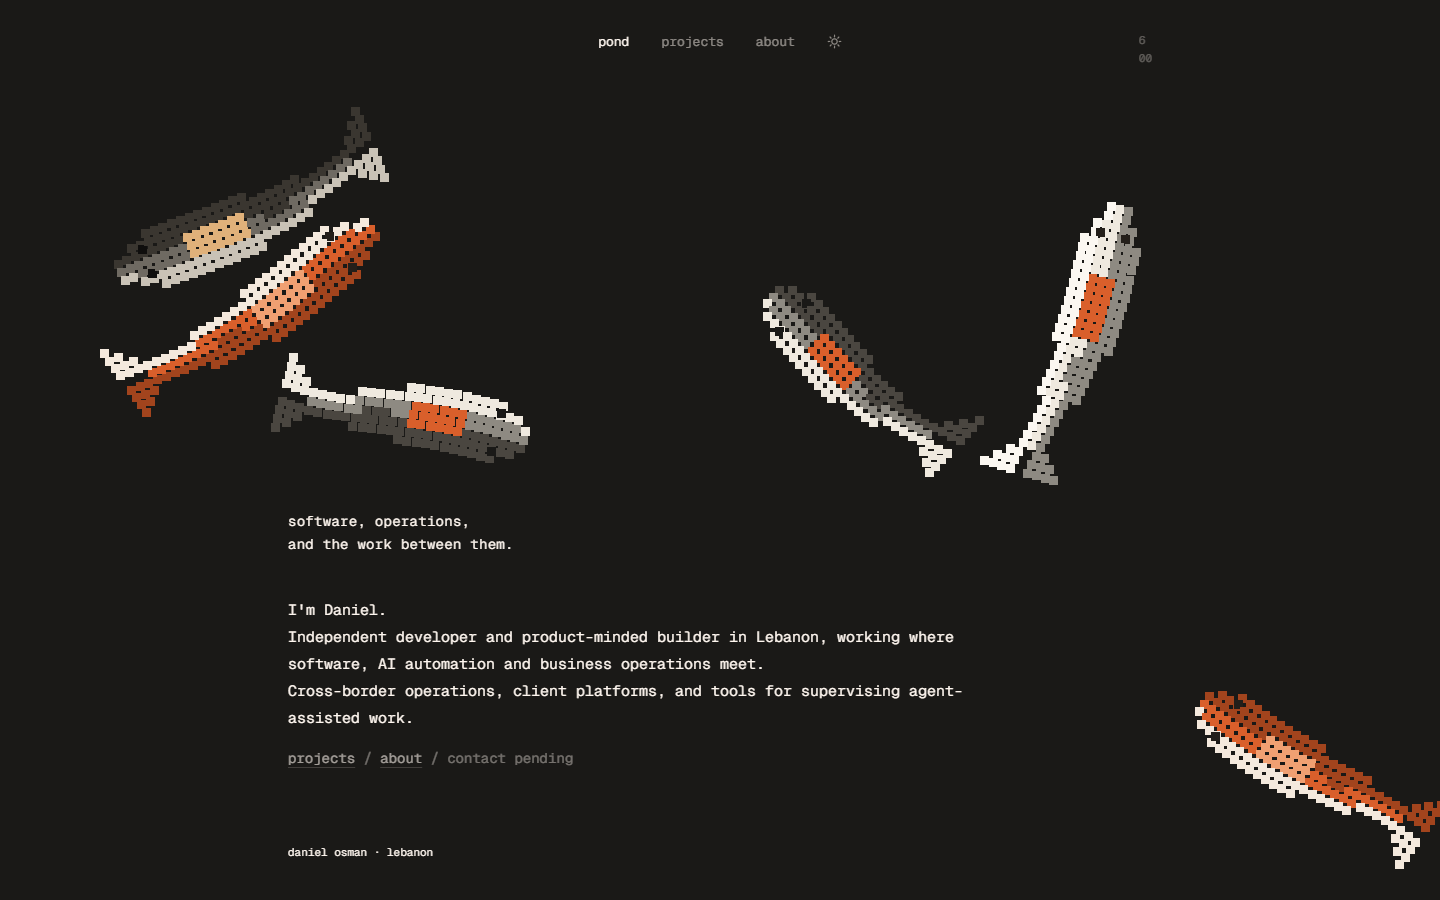 pond projects about 6
00
software, operations,
and the work between them.
I'm Daniel.
Independent developer and product-minded builder in Lebanon, working where
software, AI automation and business operations meet.
Cross-border operations, client platforms, and tools for supervising agent-
assisted work.
projects / about / contact pending
daniel osman · lebanon